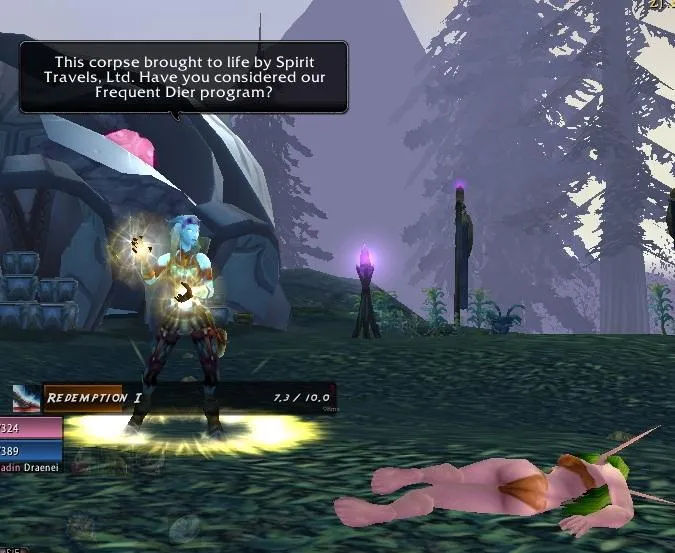 This corpse brought to life by Spirit
Travels, Ltd. Have you considered our
Frequent Dier program?
REDEMPTION I 7.3 / 10.0
98ms
/324
/389
adin Draenei